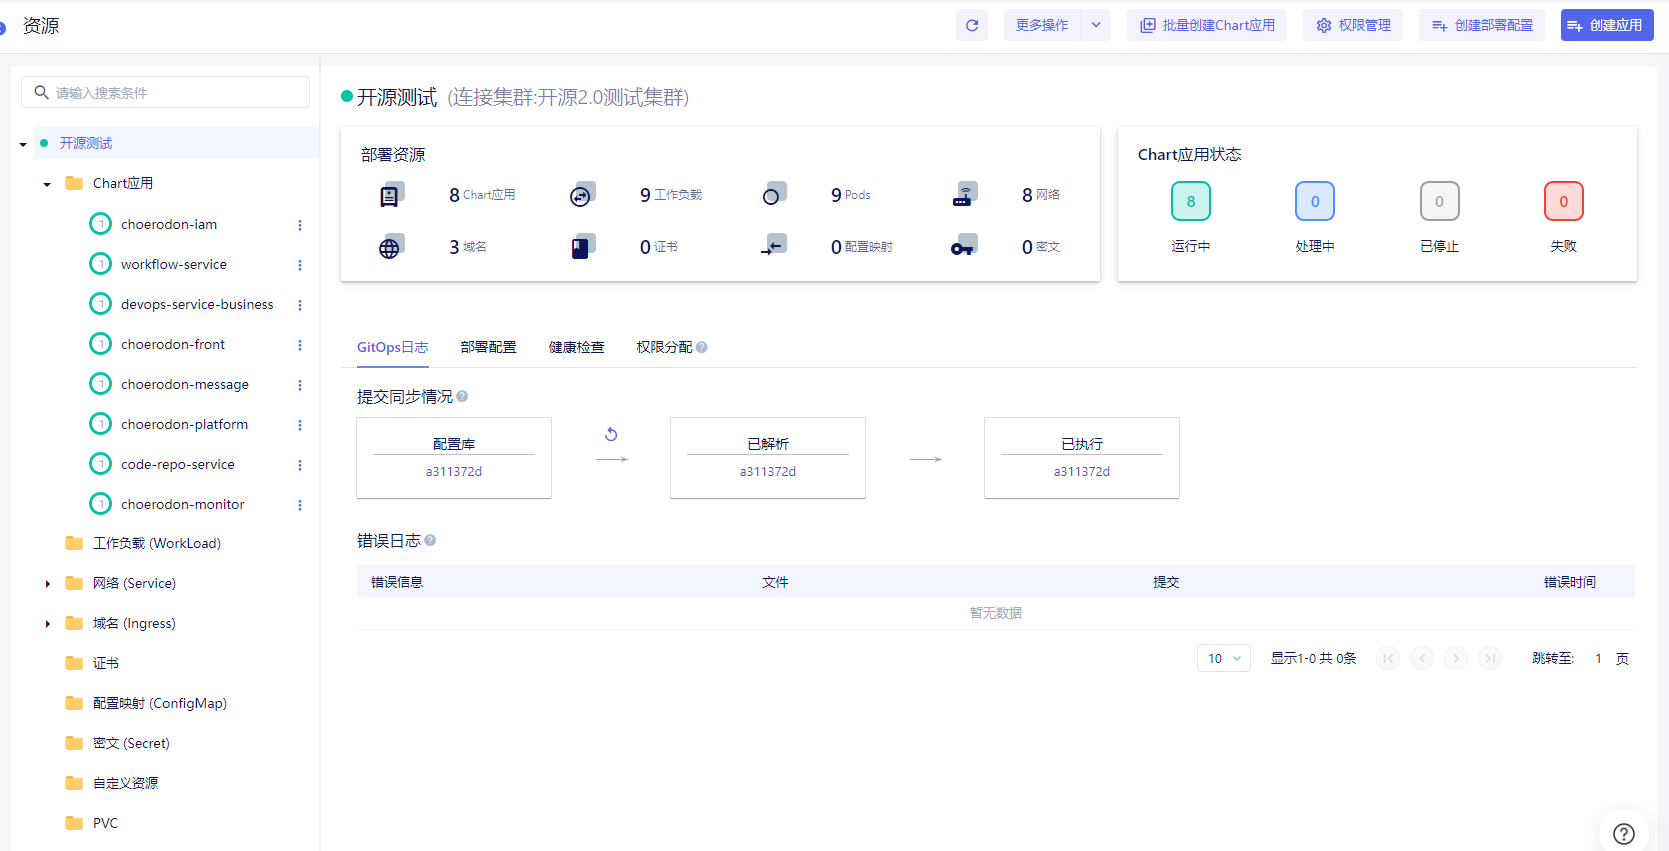 资源
更多操作
批量创建Chart应用
权限管理
创建部署配置
创建应用
请输入搜索条件
开源测试
Chart应用
1 choerodon-iam
1 workflow-service
1 devops-service-business
1 choerodon-front
1 choerodon-message
1 choerodon-platform
1 code-repo-service
1 choerodon-monitor
工作负载 (WorkLoad)
网络 (Service)
域名 (Ingress)
证书
配置映射 (ConfigMap)
密文 (Secret)
自定义资源
PVC
开源测试 (连接集群:开源2.0测试集群)
部署资源
8 Chart应用 9 工作负载 9 Pods 8 网络
3 域名 0 证书 0 配置映射 0 密文
Chart应用状态
8 0 0 0
运行中 处理中 已停止 失败
GitOps日志 部署配置 健康检查 权限分配
提交同步情况
配置库 已解析 已执行
a311372d a311372d a311372d
错误日志
错误信息 文件 提交 错误时间
暂无数据
10 显示1-0 共 0条 跳转至: 1 页